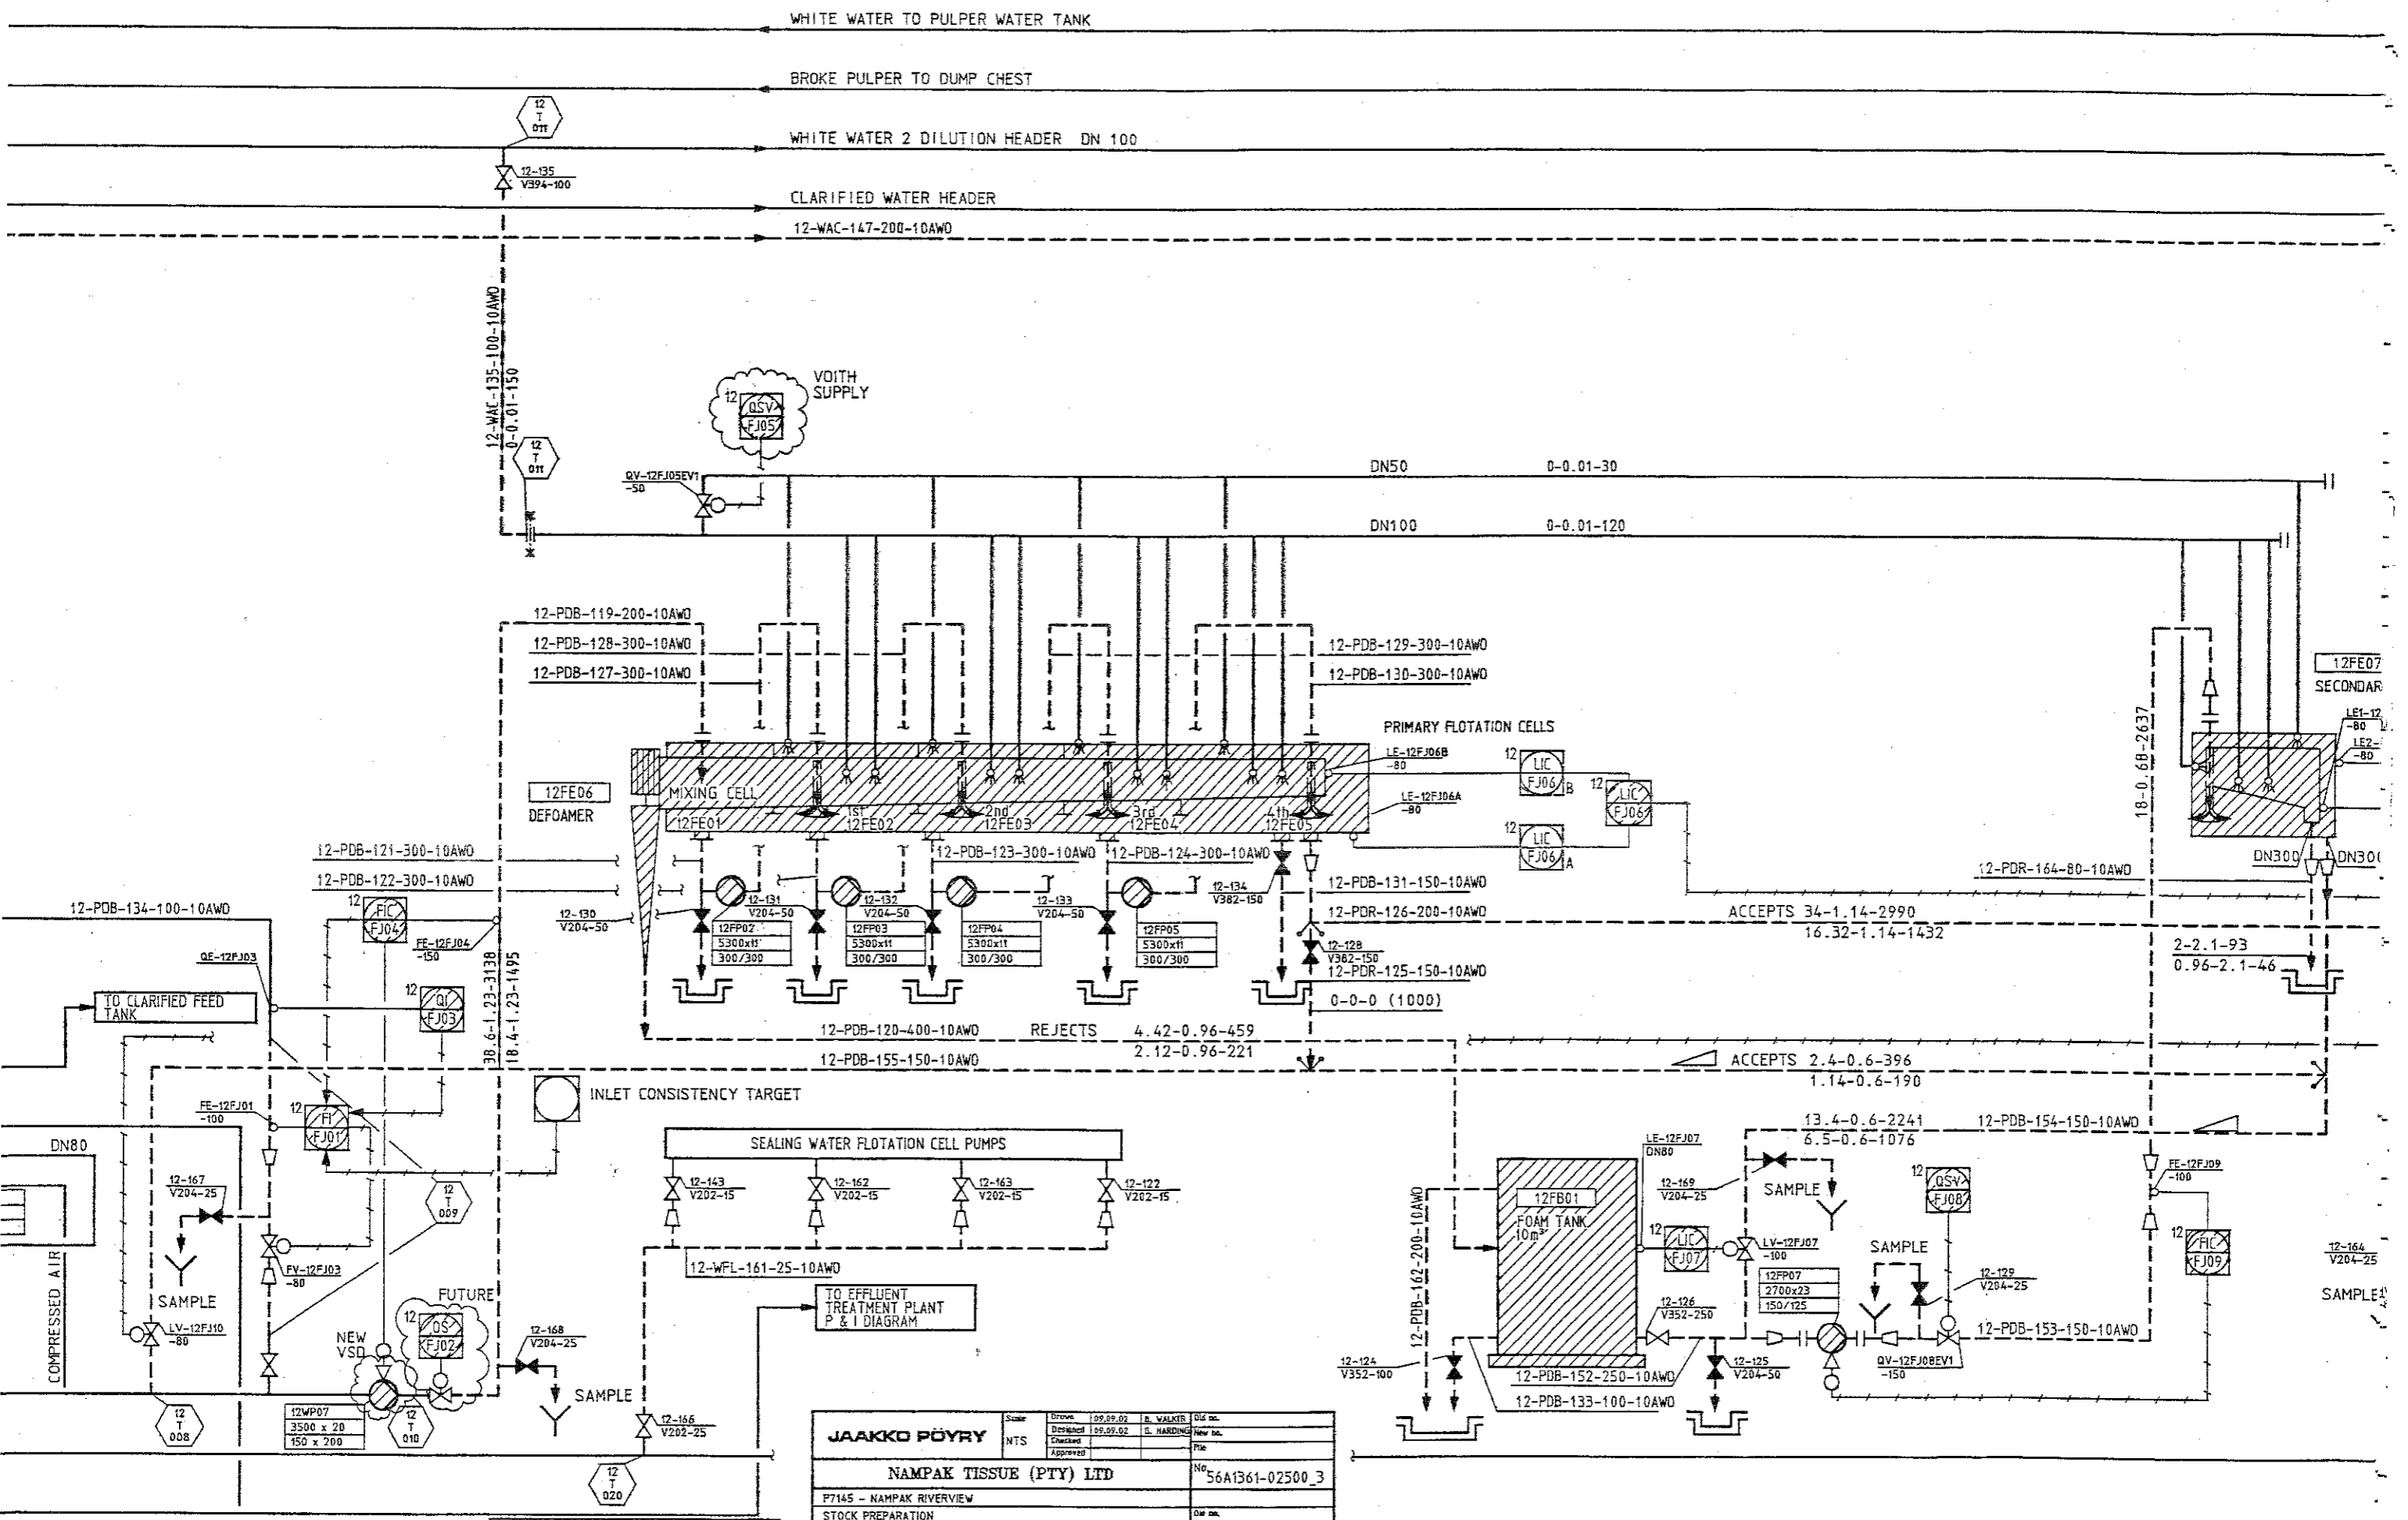 WHITE WATER TO PULPER WATER TANK
BROKE PULPER TO DUMP CHEST
12
T
011
WHITE WATER 2 DILUTION HEADER DN 100
12-135
V394-100
CLARIFIED WATER HEADER
12-WAC-147-200-10AWO
12-WAC-135-100-10AWO
0-0.01-150
VOITH
SUPPLY
12
QSV
FJ05
12
T
011
QV-12FJ05EV1
-50
DN50
0-0.01-30
DN100
0-0.01-120
12-PDB-119-200-10AWO
12-PDB-128-300-10AWO
12-PDB-127-300-10AWO
12-PDB-129-300-10AWO
12-PDB-130-300-10AWO
PRIMARY FLOTATION CELLS
LE-12FJ06B
-80
LE-12FJ06A
-80
12
LIC
FJ06
B
12
LIC
FJ06
12
LIC
FJ06
A
12FE06
DEFOAMER
MIXING CELL
1st
2nd
3rd
4th
12FE01
12FE02
12FE03
12FE04
12FE05
12FE07
SECONDAR
LE1-12
-80
LE2-
-80
18-0.68-2637
DN300
DN30
12-PDR-164-80-10AWO
12-PDB-121-300-10AWO
12-PDB-122-300-10AWO
12-PDB-123-300-10AWO
12-PDB-124-300-10AWO
12-PDB-134-100-10AWO
12
FIC
FJ04
FE-12FJ04
-150
12-130
V204-50
12-131
V204-50
12-132
V204-50
12-133
V204-50
12-134
V382-150
12FP02
5300x11
300/300
12FP03
5300x11
300/300
12FP04
5300x11
300/300
12FP05
5300x11
300/300
12-PDB-131-150-10AWO
12-PDR-126-200-10AWO
12-128
V382-150
12-PDR-125-150-10AWO
0-0-0 (1000)
ACCEPTS 34-1.14-2990
16.32-1.14-1432
2-2.1-93
0.96-2.1-46
QE-12FJ03
12
QI
FJ03
TO CLARIFIED FEED
TANK
38.6-1.23-3138
18.4-1.23-1495
12-PDB-120-400-10AWO
REJECTS
4.42-0.96-459
2.12-0.96-221
12-PDB-155-150-10AWO
ACCEPTS 2.4-0.6-396
1.14-0.6-190
INLET CONSISTENCY TARGET
FE-12FJ01
-100
12
FI
FJ01
SEALING WATER FLOTATION CELL PUMPS
12-143
V202-15
12-162
V202-15
12-163
V202-15
12-122
V202-15
13.4-0.6-2241
6.5-0.6-1076
12-PDB-154-150-10AWO
LE-12FJ07
DN80
DN80
12-167
V204-25
12
T
009
12-169
V204-25
SAMPLE
12
QSV
FJ08
FE-12FJ09
-100
12FB01
FOAM TANK
10m³
12
LIC
FJ07
LV-12FJ07
-100
12
FIC
FJ09
12-164
V204-25
SAMPLE
COMPRESSED AIR
FV-12FJ03
-80
SAMPLE
LV-12FJ10
-80
12-WFL-161-25-10AWO
TO EFFLUENT
TREATMENT PLANT
P & I DIAGRAM
12-PDB-162-200-10AWO
12FP07
2700x23
150/125
SAMPLE
12-129
V204-25
12-126
V352-250
12-PDB-153-150-10AWO
FUTURE
12
QS
FJ02
NEW
VSD
12-168
V204-25
SAMPLE
12-124
V352-100
12-125
V204-50
QV-12FJ08EV1
-150
12-PDB-152-250-10AWO
12-PDB-133-100-10AWO
12
T
008
12WP07
3500 x 20
150 x 200
12
T
010
12-166
V202-25
12
T
020
JAAKKO PÖYRY
Scale
NTS
Drawn 09.09.02 B. WALKER
Designed 09.09.02 G. HARDING
Checked
Approved
Old no.
New no.
File
NAMPAK TISSUE (PTY) LTD
No 56A1361-02500_3
P7145 - NAMPAK RIVERVIEW
STOCK PREPARATION